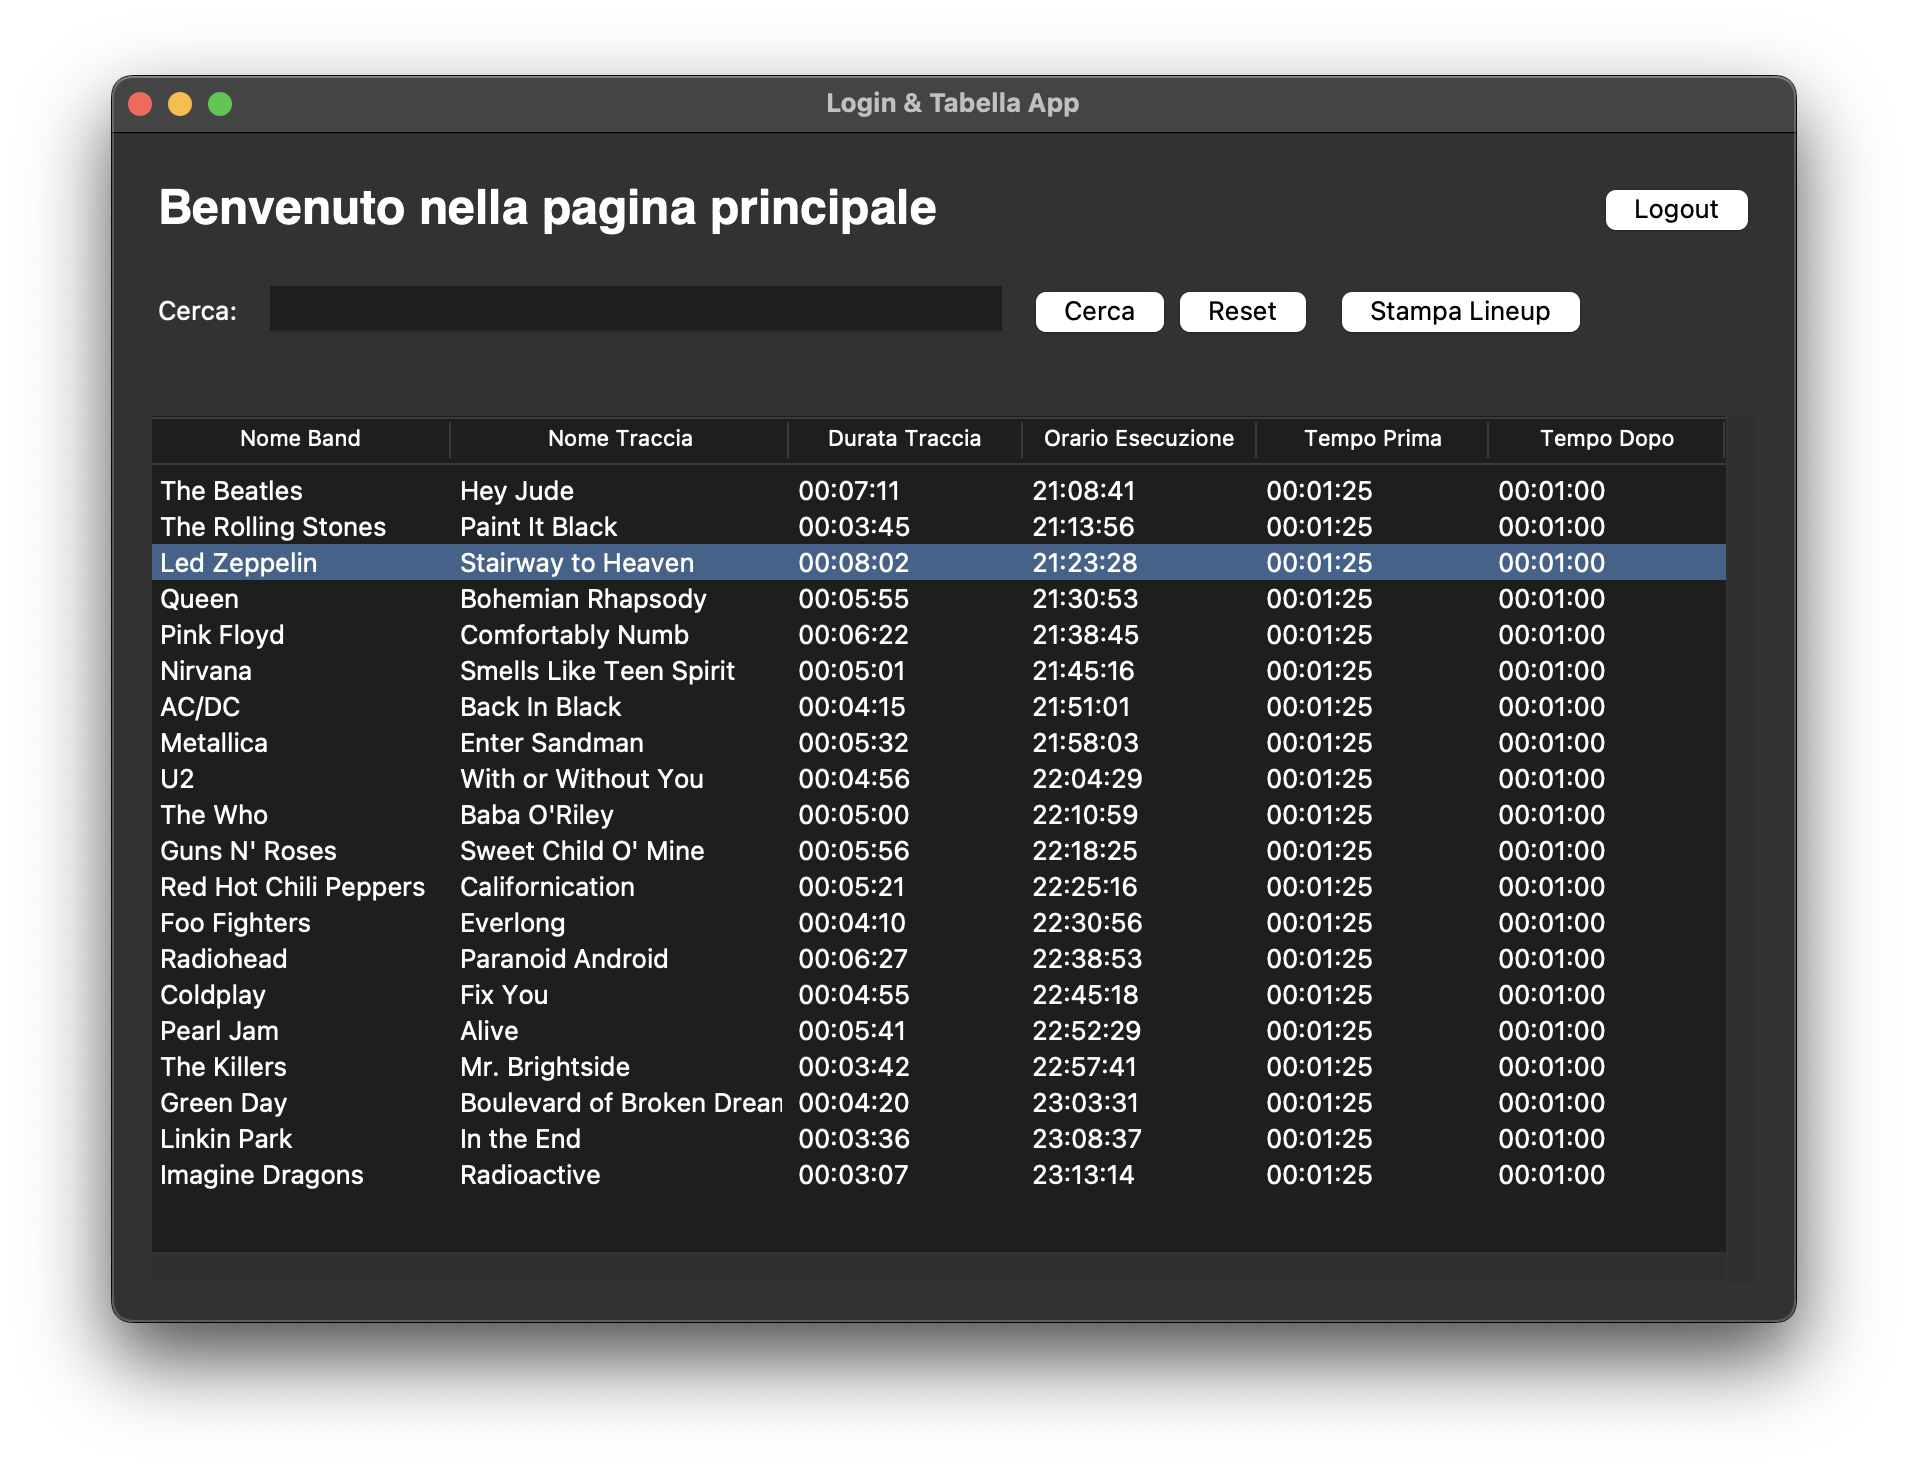 Login & Tabella App
Benvenuto nella pagina principale
Logout
Cerca: Cerca Reset Stampa Lineup
Nome Band Nome Traccia Durata Traccia Orario Esecuzione Tempo Prima Tempo Dopo
The Beatles Hey Jude 00:07:11 21:08:41 00:01:25 00:01:00
The Rolling Stones Paint It Black 00:03:45 21:13:56 00:01:25 00:01:00
Led Zeppelin Stairway to Heaven 00:08:02 21:23:28 00:01:25 00:01:00
Queen Bohemian Rhapsody 00:05:55 21:30:53 00:01:25 00:01:00
Pink Floyd Comfortably Numb 00:06:22 21:38:45 00:01:25 00:01:00
Nirvana Smells Like Teen Spirit 00:05:01 21:45:16 00:01:25 00:01:00
AC/DC Back In Black 00:04:15 21:51:01 00:01:25 00:01:00
Metallica Enter Sandman 00:05:32 21:58:03 00:01:25 00:01:00
U2 With or Without You 00:04:56 22:04:29 00:01:25 00:01:00
The Who Baba O'Riley 00:05:00 22:10:59 00:01:25 00:01:00
Guns N' Roses Sweet Child O' Mine 00:05:56 22:18:25 00:01:25 00:01:00
Red Hot Chili Peppers Californication 00:05:21 22:25:16 00:01:25 00:01:00
Foo Fighters Everlong 00:04:10 22:30:56 00:01:25 00:01:00
Radiohead Paranoid Android 00:06:27 22:38:53 00:01:25 00:01:00
Coldplay Fix You 00:04:55 22:45:18 00:01:25 00:01:00
Pearl Jam Alive 00:05:41 22:52:29 00:01:25 00:01:00
The Killers Mr. Brightside 00:03:42 22:57:41 00:01:25 00:01:00
Green Day Boulevard of Broken 00:04:20 23:03:31 00:01:25 00:01:00
Linkin Park In the End 00:03:36 23:08:37 00:01:25 00:01:00
Imagine Dragons Radioactive 00:03:07 23:13:14 00:01:25 00:01:00